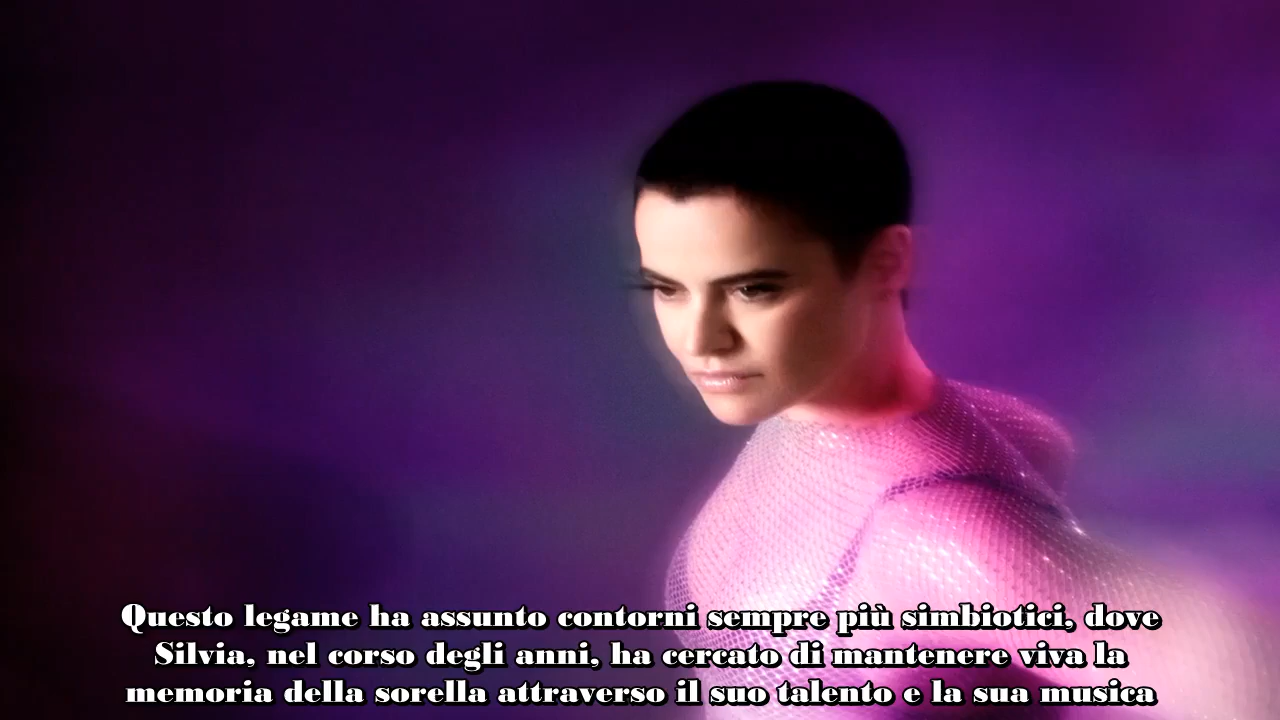 Questo legame ha assunto contorni sempre più simbiotici, dove
Silvia, nel corso degli anni, ha cercato di mantenere viva la
memoria della sorella attraverso il suo talento e la sua musica